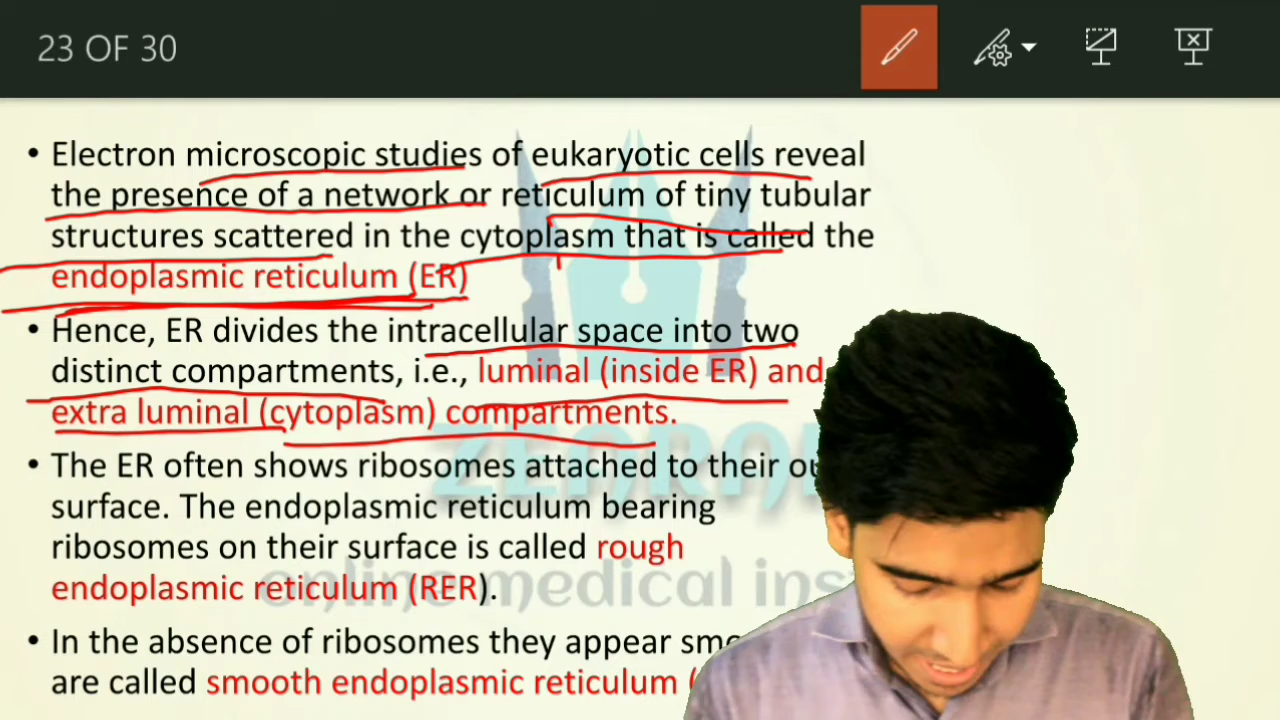 23 OF 30
• Electron microscopic studies of eukaryotic cells reveal
the presence of a network or reticulum of tiny tubular
structures scattered in the cytoplasm that is called the
endoplasmic reticulum (ER)
• Hence, ER divides the intracellular space into two
distinct compartments, i.e., luminal (inside ER) and
extra luminal (cytoplasm) compartments.
• The ER often shows ribosomes attached to their
surface. The endoplasmic reticulum bearing
ribosomes on their surface is called rough
endoplasmic reticulum (RER).
• In the absence of ribosomes they appear
are called smooth endoplasmic reticulum (
online medical